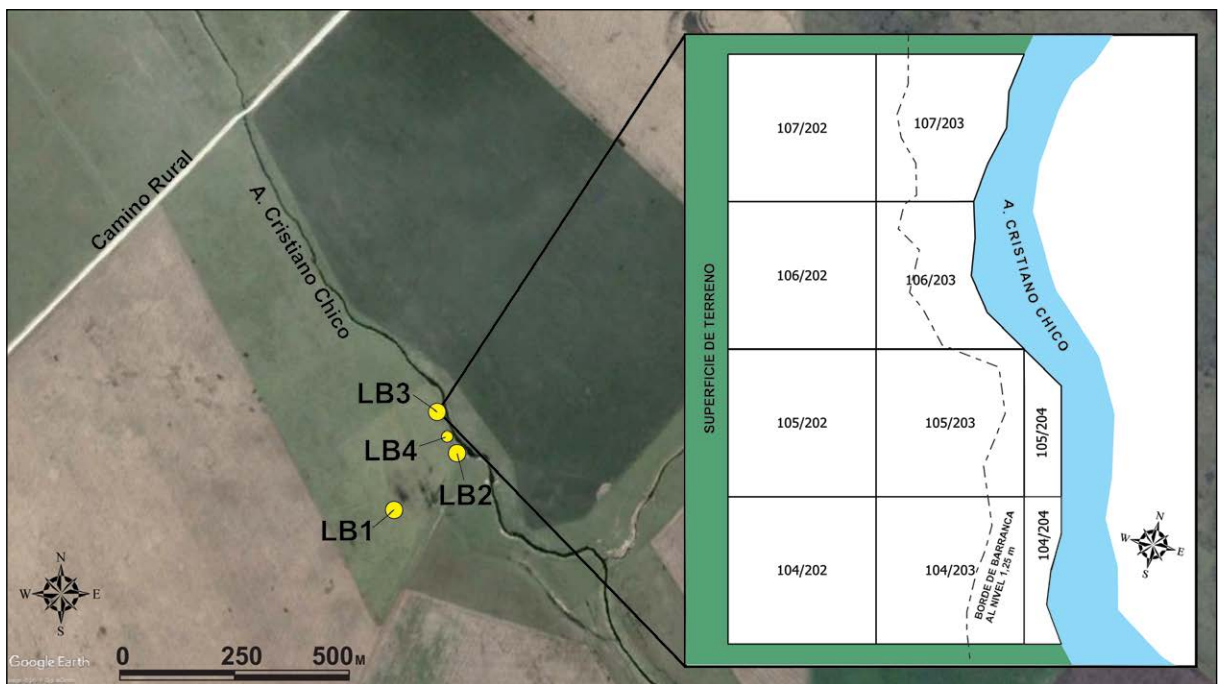 Camino Rural
A. Cristiano Chico
LB3
LB4
LB2
LB1
N
W E
S
Google Earth
0 250 500M
SUPERFICIE DE TERRENO
107/202
107/203
106/202
106/203
105/202
105/203
105/204
104/202
104/203
104/204
A. CRISTIANO CHICO
BORDE DE BARRANCA
AL NIVEL 1,25 m
N
W E
S